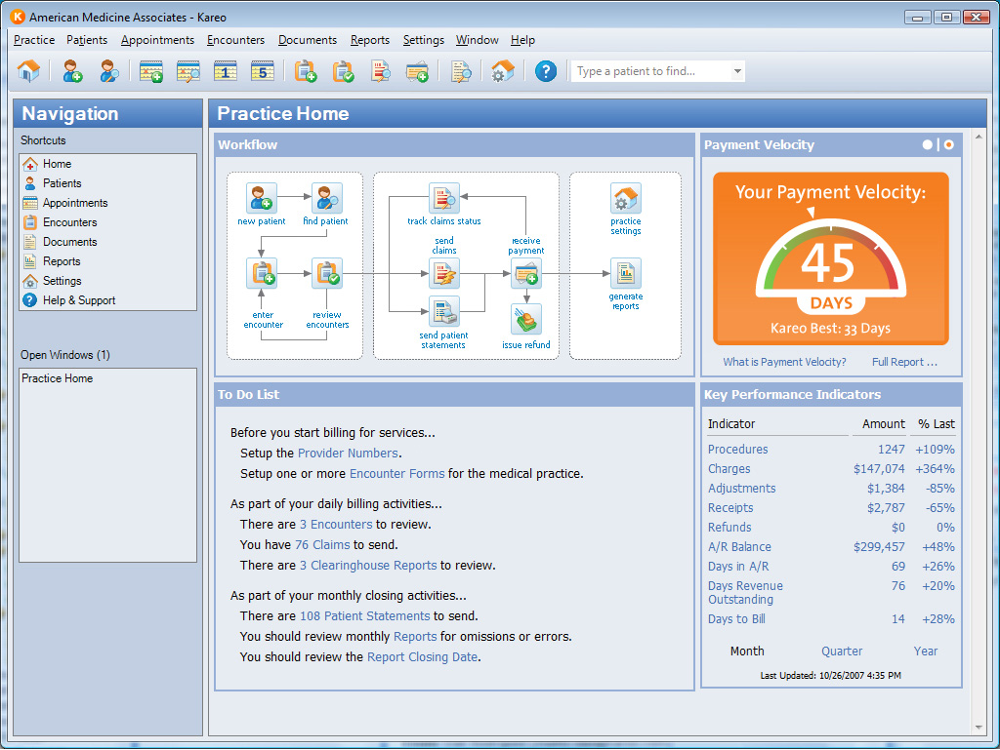 American Medicine Associates - Kareo
Practice Patients Appointments Encounters Documents Reports Settings Window Help
1 5 ? Type a patient to find...
Navigation
Shortcuts
Home
Patients
Appointments
Encounters
Documents
Reports
Settings
Help & Support
Open Windows (1)
Practice Home
Practice Home
Workflow
new patient
find patient
enter encounter
review encounters
track claims status
send claims
receive payment
send patient statements
issue refund
practice settings
generate reports
Payment Velocity
Your Payment Velocity:
45
DAYS
Kareo Best: 33 Days
What is Payment Velocity? Full Report ...
To Do List
Before you start billing for services...
Setup the Provider Numbers.
Setup one or more Encounter Forms for the medical practice.
As part of your daily billing activities...
There are 3 Encounters to review.
You have 76 Claims to send.
There are 3 Clearinghouse Reports to review.
As part of your monthly closing activities...
There are 108 Patient Statements to send.
You should review monthly Reports for omissions or errors.
You should review the Report Closing Date.
Key Performance Indicators
Indicator Amount % Last
Procedures 1247 +109%
Charges $147,074 +364%
Adjustments $1,384 -85%
Receipts $2,787 -65%
Refunds $0 0%
A/R Balance $299,457 +48%
Days in A/R 69 +26%
Days Revenue Outstanding 76 +20%
Days to Bill 14 +28%
Month Quarter Year
Last Updated: 10/26/2007 4:35 PM